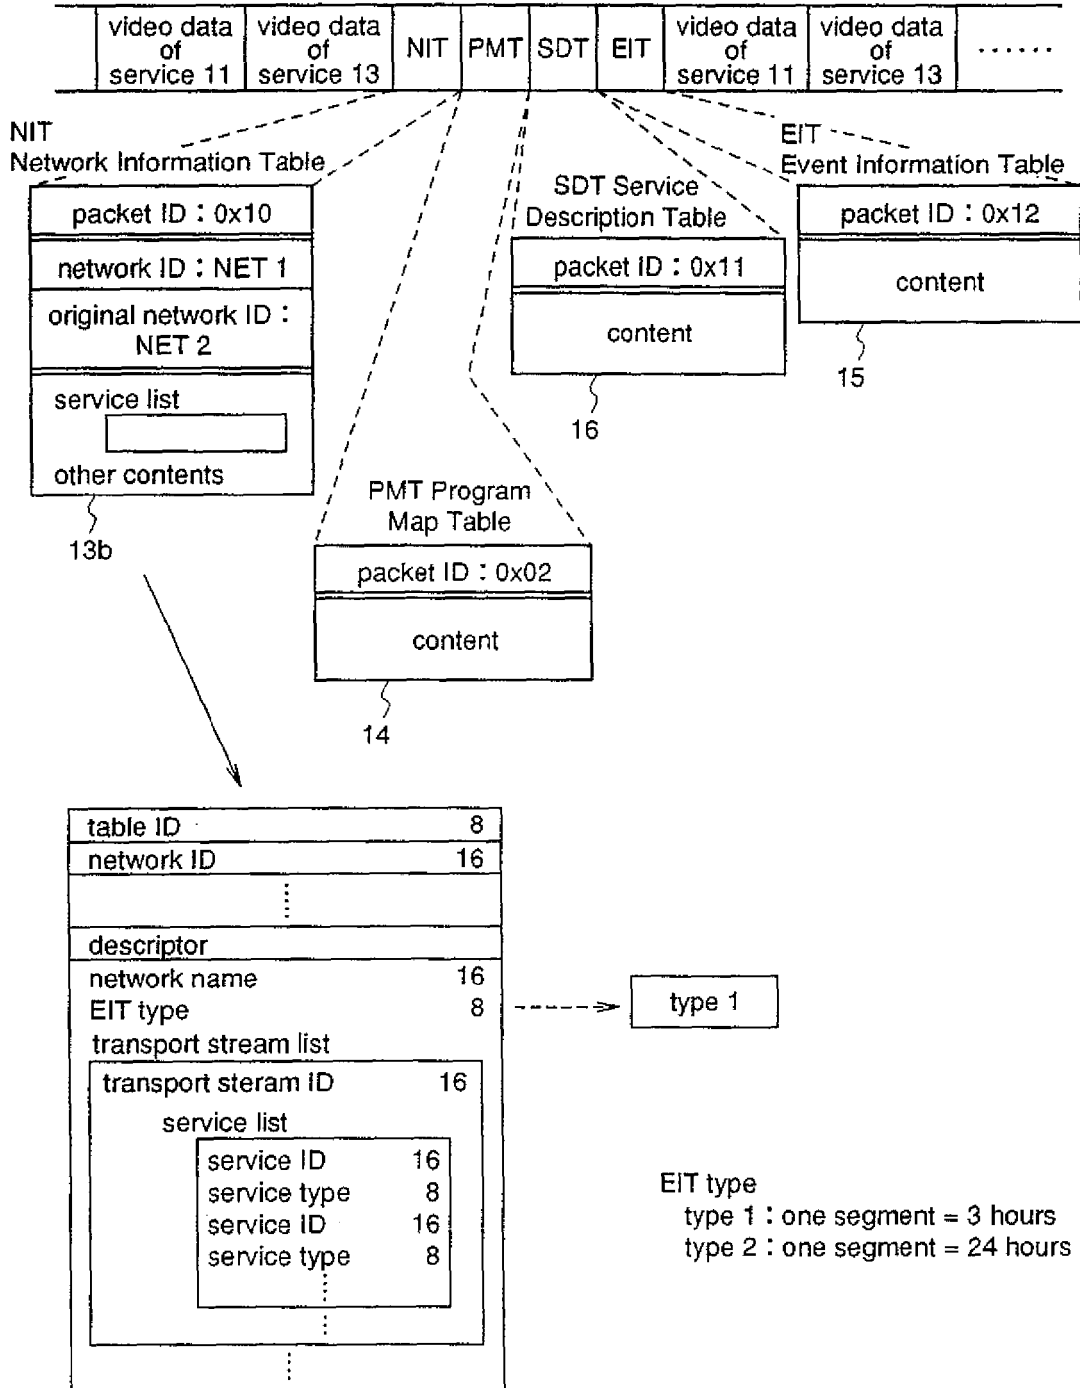 video data of service 11
video data of service 13
NIT
PMT
SDT
EIT
video data of service 11
video data of service 13
......
NIT
Network Information Table
packet ID : 0x10
network ID : NET 1
original network ID :
NET 2
service list
other contents
13b
EIT
Event Information Table
packet ID : 0x12
content
15
SDT Service
Description Table
packet ID : 0x11
content
16
PMT Program
Map Table
packet ID : 0x02
content
14
table ID 8
network ID 16
descriptor
network name 16
EIT type 8
type 1
transport stream list
transport steram ID 16
service list
service ID 16
service type 8
service ID 16
service type 8
EIT type
type 1 : one segment = 3 hours
type 2 : one segment = 24 hours